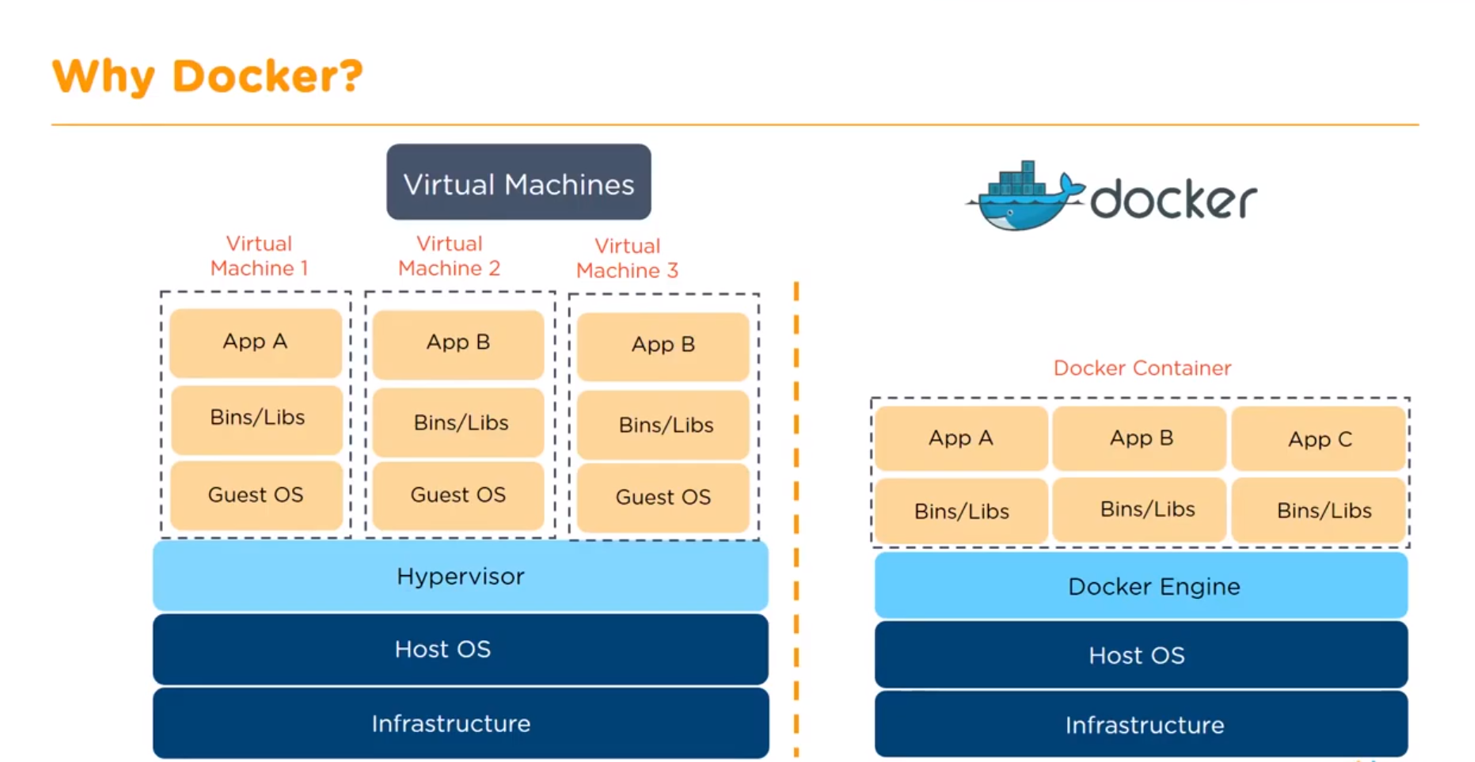 Why Docker?
Virtual Machines
Virtual
Machine 1
Virtual
Machine 2
Virtual
Machine 3
App A
App B
App B
Bins/Libs
Bins/Libs
Bins/Libs
Guest OS
Guest OS
Guest OS
Hypervisor
Host OS
Infrastructure
docker
Docker Container
App A
App B
App C
Bins/Libs
Bins/Libs
Bins/Libs
Docker Engine
Host OS
Infrastructure